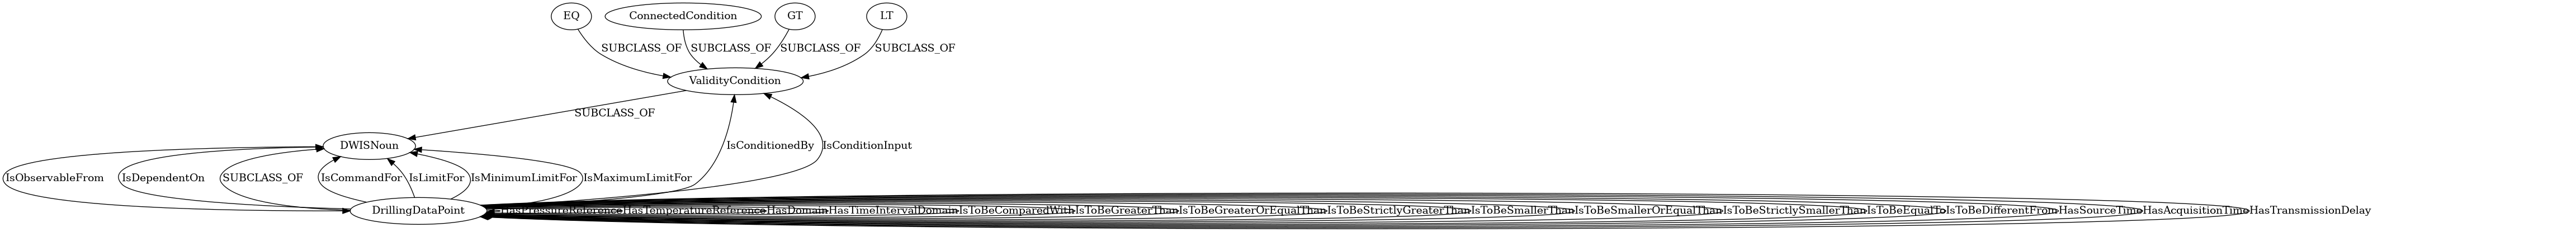 EQ
ConnectedCondition
GT
LT
SUBCLASS_OF
SUBCLASS_OF
SUBCLASS_OF
SUBCLASS_OF
ValidityCondition
SUBCLASS_OF
DWISNoun
IsConditionedBy
IsConditionInput
IsObservableFrom
IsDependentOn
SUBCLASS_OF
IsCommandFor
IsLimitFor
IsMinimumLimitFor
IsMaximumLimitFor
DrillingDataPoint
HasPressureReference
HasTemperatureReference
HasDomain
HasTimeIntervalDomain
IsToBeComparedWith
IsToBeGreaterThan
IsToBeGreaterOrEqualThan
IsToBeStrictlyGreaterThan
IsToBeSmallerThan
IsToBeSmallerOrEqualThan
IsToBeStrictlySmallerThan
IsToBeEqualTo
IsToBeDifferentFrom
HasSourceTime
HasAcquisitionTime
HasTransmissionDelay